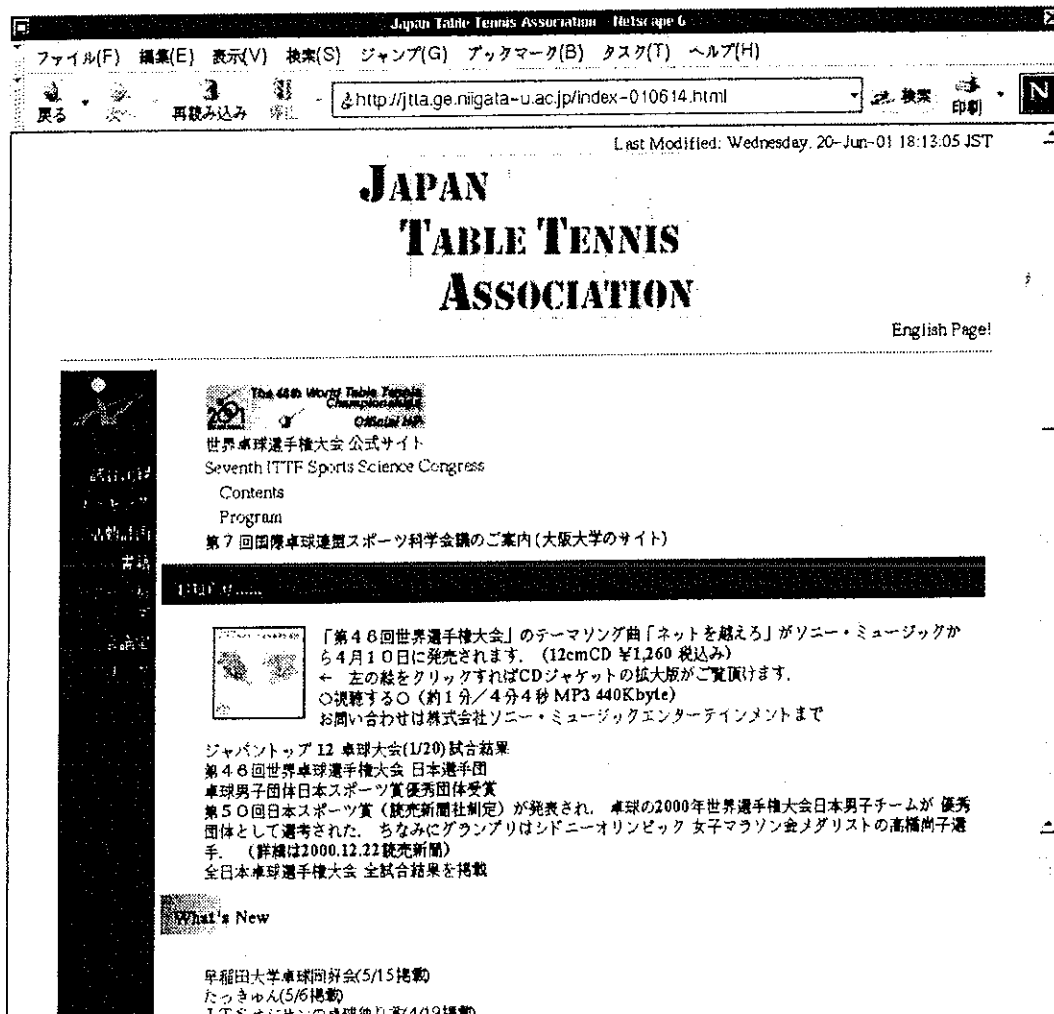 Japan Table Tennis Association Netscape 6
ファイル(F) 編集(E) 表示(V) 検索(S) ジャンプ(G) ブックマーク(B) タスク(T) ヘルプ(H)
戻る 再読み込み http://jtta.ge.niigata-u.ac.jp/index-010614.html 検索 印刷 N
Last Modified: Wednesday, 20-Jun-01 18:13:05 JST
JAPAN
TABLE TENNIS
ASSOCIATION
English Page!
The 46th World Table Tennis
Championships
2001 Official HP
世界卓球選手権大会 公式サイト
Seventh ITTF Sports Science Congress
Contents
Program
第7回国際卓球連盟スポーツ科学会議のご案内(大阪大学のサイト)
書籍
「第46回世界選手権大会」のテーマソング曲「ネットを越えろ」がソニー・ミュージックか
ら4月10日に発売されます. (12cmCD ¥1,260 税込み)
← 左の絵をクリックすればCDジャケットの拡大版がご覧頂けます.
○視聴する○(約1分/4分4秒 MP3 440Kbyte)
お問い合わせは株式会社ソニー・ミュージックエンターテインメントまで
ジャパントップ 12 卓球大会(1/20) 試合結果
第46回世界卓球選手権大会 日本選手団
卓球男子団体日本スポーツ賞優秀団体受賞
第50回日本スポーツ賞(読売新聞社制定)が発表され, 卓球の2000年世界選手権大会日本男子チームが 優秀
団体として選考された. ちなみにグランプリはシドニーオリンピック 女子マラソン金メダリストの高橋尚子選
手. (詳様は2000.12.22読売新聞)
全日本卓球選手権大会 全試合結果を掲載
What's New
早稲田大学卓球同好会(5/15掲載)
たっきゅん(5/6掲載)